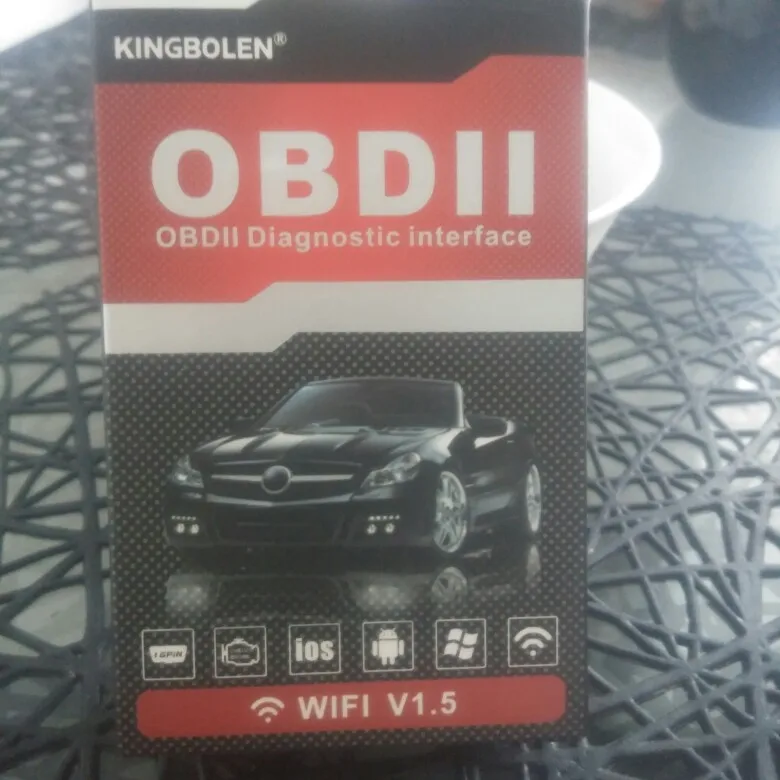 KINGBOLEN®
OBDII
OBDII Diagnostic interface
16PIN
ios
WIFI V1.5